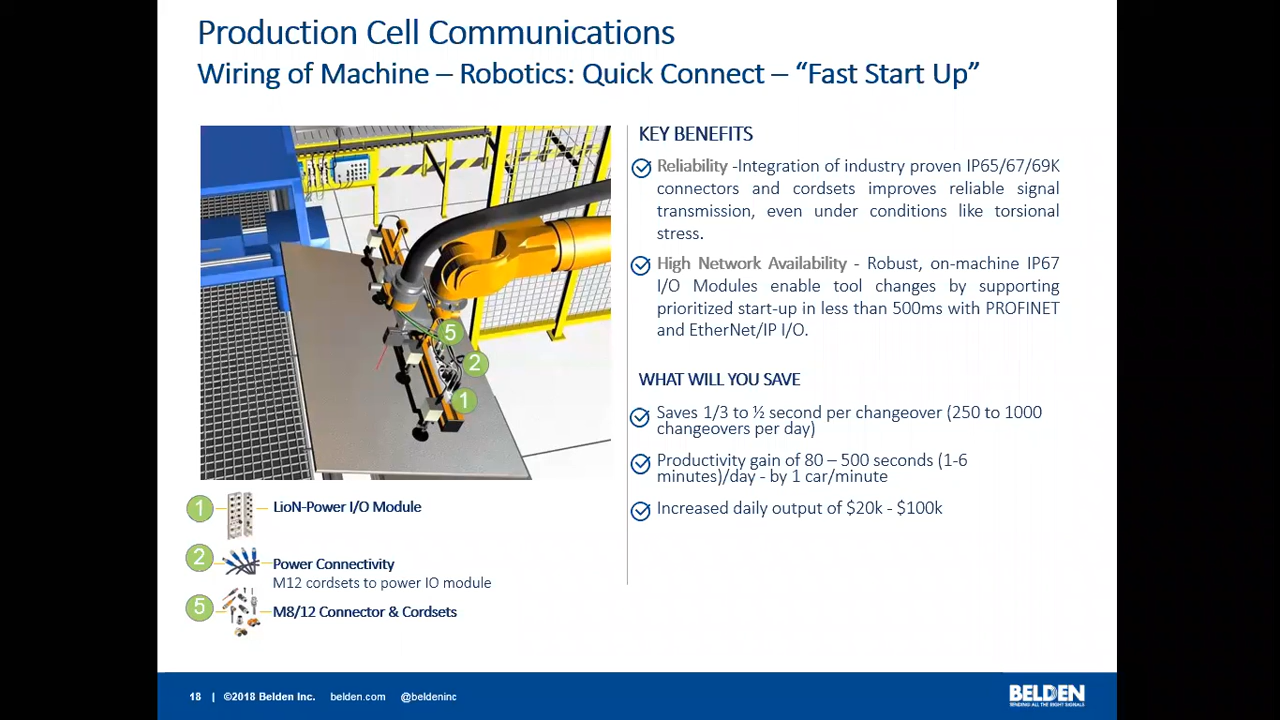 Production Cell Communications
Wiring of Machine – Robotics: Quick Connect – “Fast Start Up”
5
2
1
1
LioN-Power I/O Module
2
Power Connectivity
M12 cordsets to power IO module
5
M8/12 Connector & Cordsets
KEY BENEFITS
Reliability -Integration of industry proven IP65/67/69K
connectors and cordsets improves reliable signal
transmission, even under conditions like torsional
stress.
High Network Availability - Robust, on-machine IP67
I/O Modules enable tool changes by supporting
prioritized start-up in less than 500ms with PROFINET
and EtherNet/IP I/O.
WHAT WILL YOU SAVE
Saves 1/3 to ½ second per changeover (250 to 1000
changeovers per day)
Productivity gain of 80 – 500 seconds (1-6
minutes)/day - by 1 car/minute
Increased daily output of $20k - $100k
18 | ©2018 Belden Inc. belden.com @beldeninc
BELDEN
SENDING ALL THE RIGHT SIGNALS